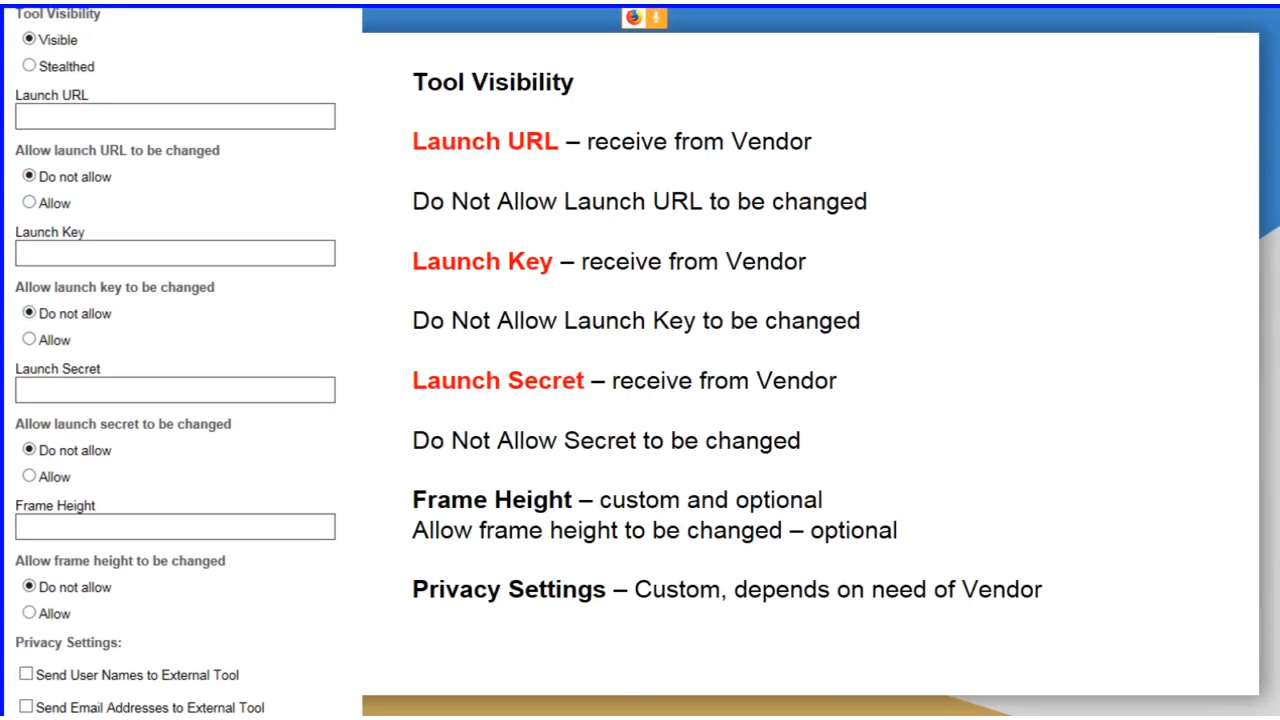 Tool Visibility
Visible
Stealthed
Launch URL
Allow launch URL to be changed
Do not allow
Allow
Launch Key
Allow launch key to be changed
Do not allow
Allow
Launch Secret
Allow launch secret to be changed
Do not allow
Allow
Frame Height
Allow frame height to be changed
Do not allow
Allow
Privacy Settings:
Send User Names to External Tool
Send Email Addresses to External Tool
Tool Visibility
Launch URL – receive from Vendor
Do Not Allow Launch URL to be changed
Launch Key – receive from Vendor
Do Not Allow Launch Key to be changed
Launch Secret – receive from Vendor
Do Not Allow Secret to be changed
Frame Height – custom and optional
Allow frame height to be changed – optional
Privacy Settings – Custom, depends on need of Vendor